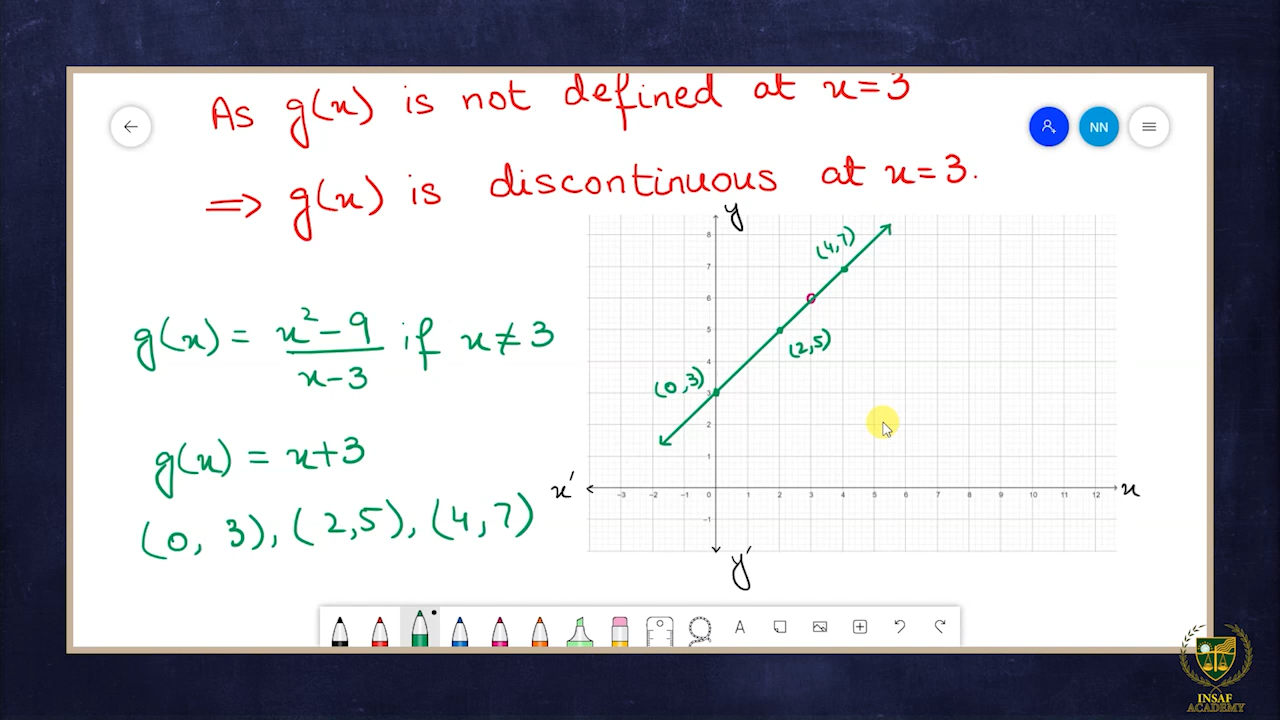 As g(x) is not defined at x=3
⇒ g(x) is discontinuous at x=3.
NN
g(x) = x²-9 / x-3 if x≠3
g(x) = x+3
(0, 3), (2,5), (4,7)
y
(4,7)
(2,5)
(0,3)
8
7
6
5
4
3
2
1
-1
x'
-3 -2 -1 0 1 2 3 4 5 6 7 8 9 10 11 12
x
y'
A
INSAF
ACADEMY